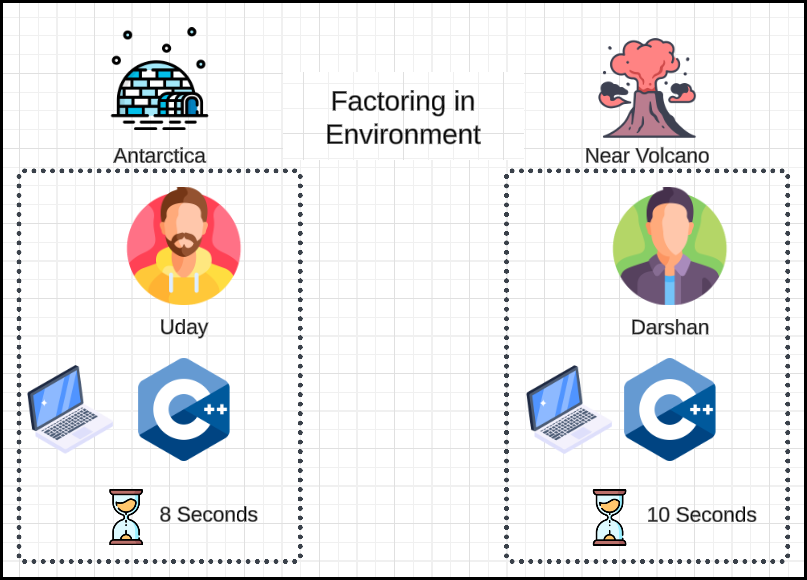 Factoring in
Environment
Antarctica
Near Volcano
Uday
Darshan
C++
C++
8 Seconds
10 Seconds